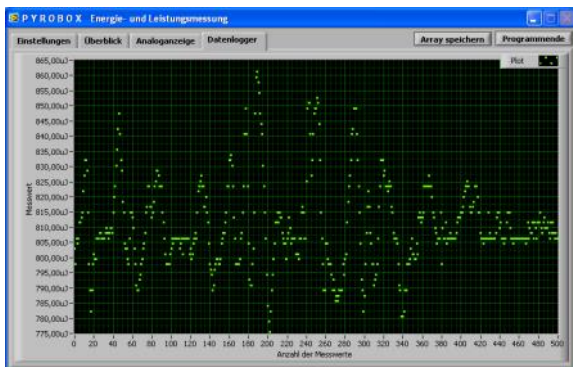 PYROBOX Energie- und Leistungsmessung
Einstellungen Überblick Analoganzeige Datenlogger Array speichern Programmende
Plot
865,00uJ
860,00uJ
855,00uJ
850,00uJ
845,00uJ
840,00uJ
835,00uJ
830,00uJ
825,00uJ
820,00uJ
815,00uJ
810,00uJ
805,00uJ
800,00uJ
795,00uJ
790,00uJ
785,00uJ
780,00uJ
775,00uJ
Messwert
0 20 40 60 80 100 120 140 160 180 200 220 240 260 280 300 320 340 360 380 400 420 440 460 480 500
Anzahl der Messwerte